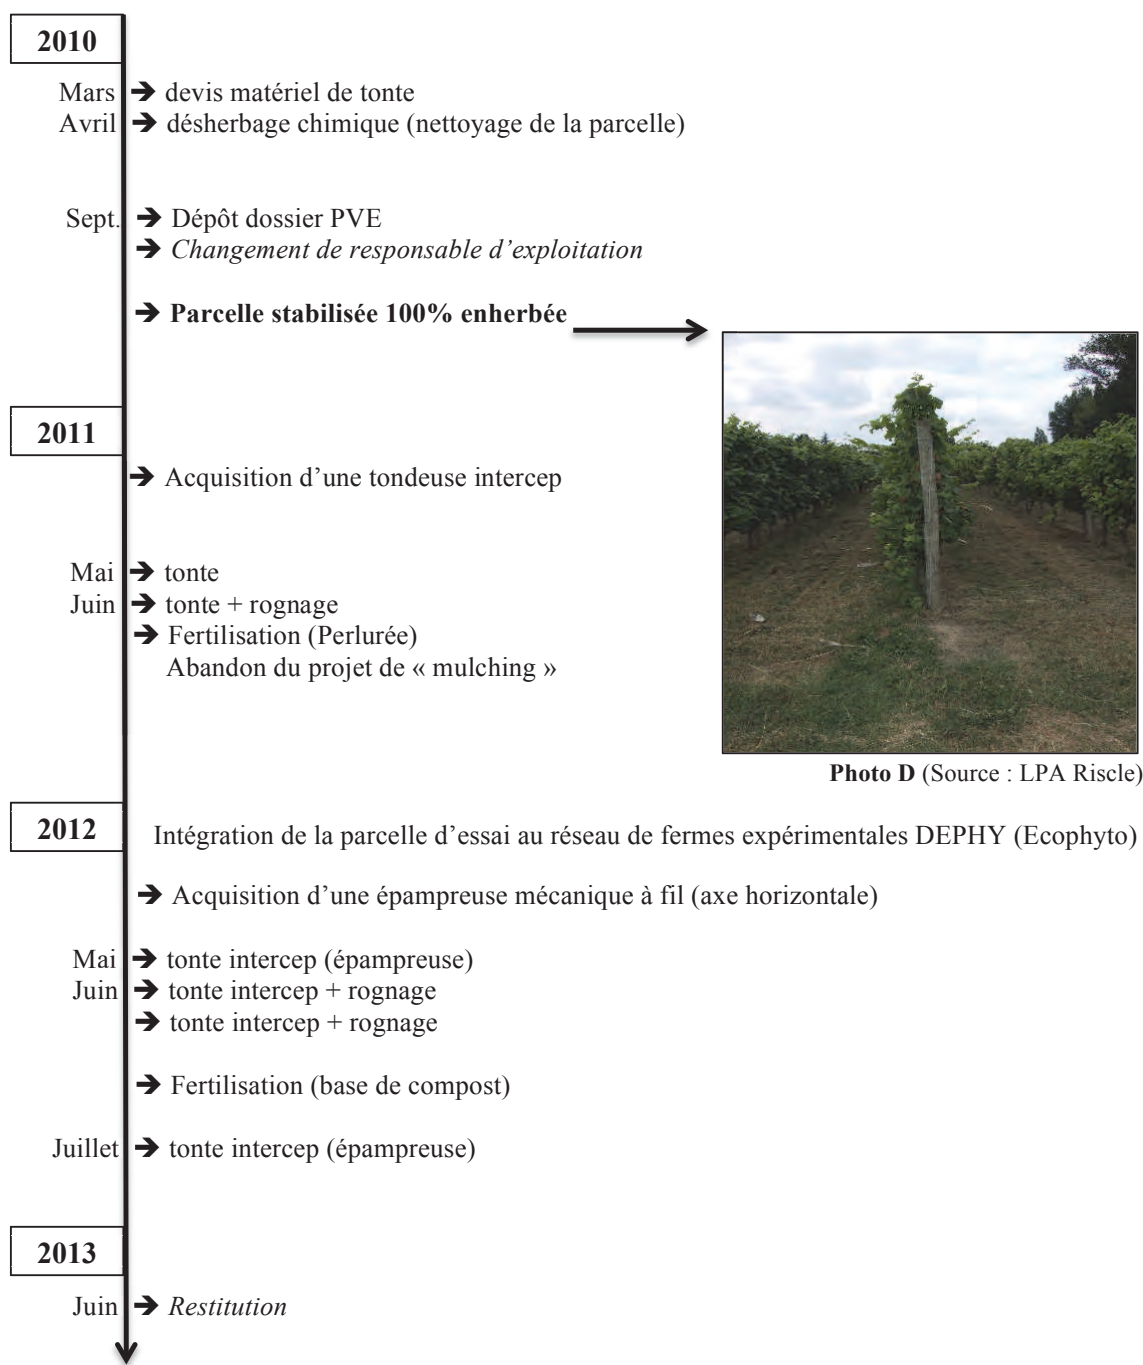 2010
Mars ➔ devis matériel de tonte
Avril ➔ désherbage chimique (nettoyage de la parcelle)
Sept. ➔ Dépôt dossier PVE
➔ Changement de responsable d’exploitation
➔ Parcelle stabilisée 100% enherbée
2011
➔ Acquisition d’une tondeuse intercep
Mai ➔ tonte
Juin ➔ tonte + rognage
➔ Fertilisation (Perlurée)
Abandon du projet de « mulching »
Photo D (Source : LPA Riscle)
2012
Intégration de la parcelle d’essai au réseau de fermes expérimentales DEPHY (Ecophyto)
➔ Acquisition d’une épampreuse mécanique à fil (axe horizontale)
Mai ➔ tonte intercep (épampreuse)
Juin ➔ tonte intercep + rognage
➔ tonte intercep + rognage
➔ Fertilisation (base de compost)
Juillet ➔ tonte intercep (épampreuse)
2013
Juin ➔ Restitution